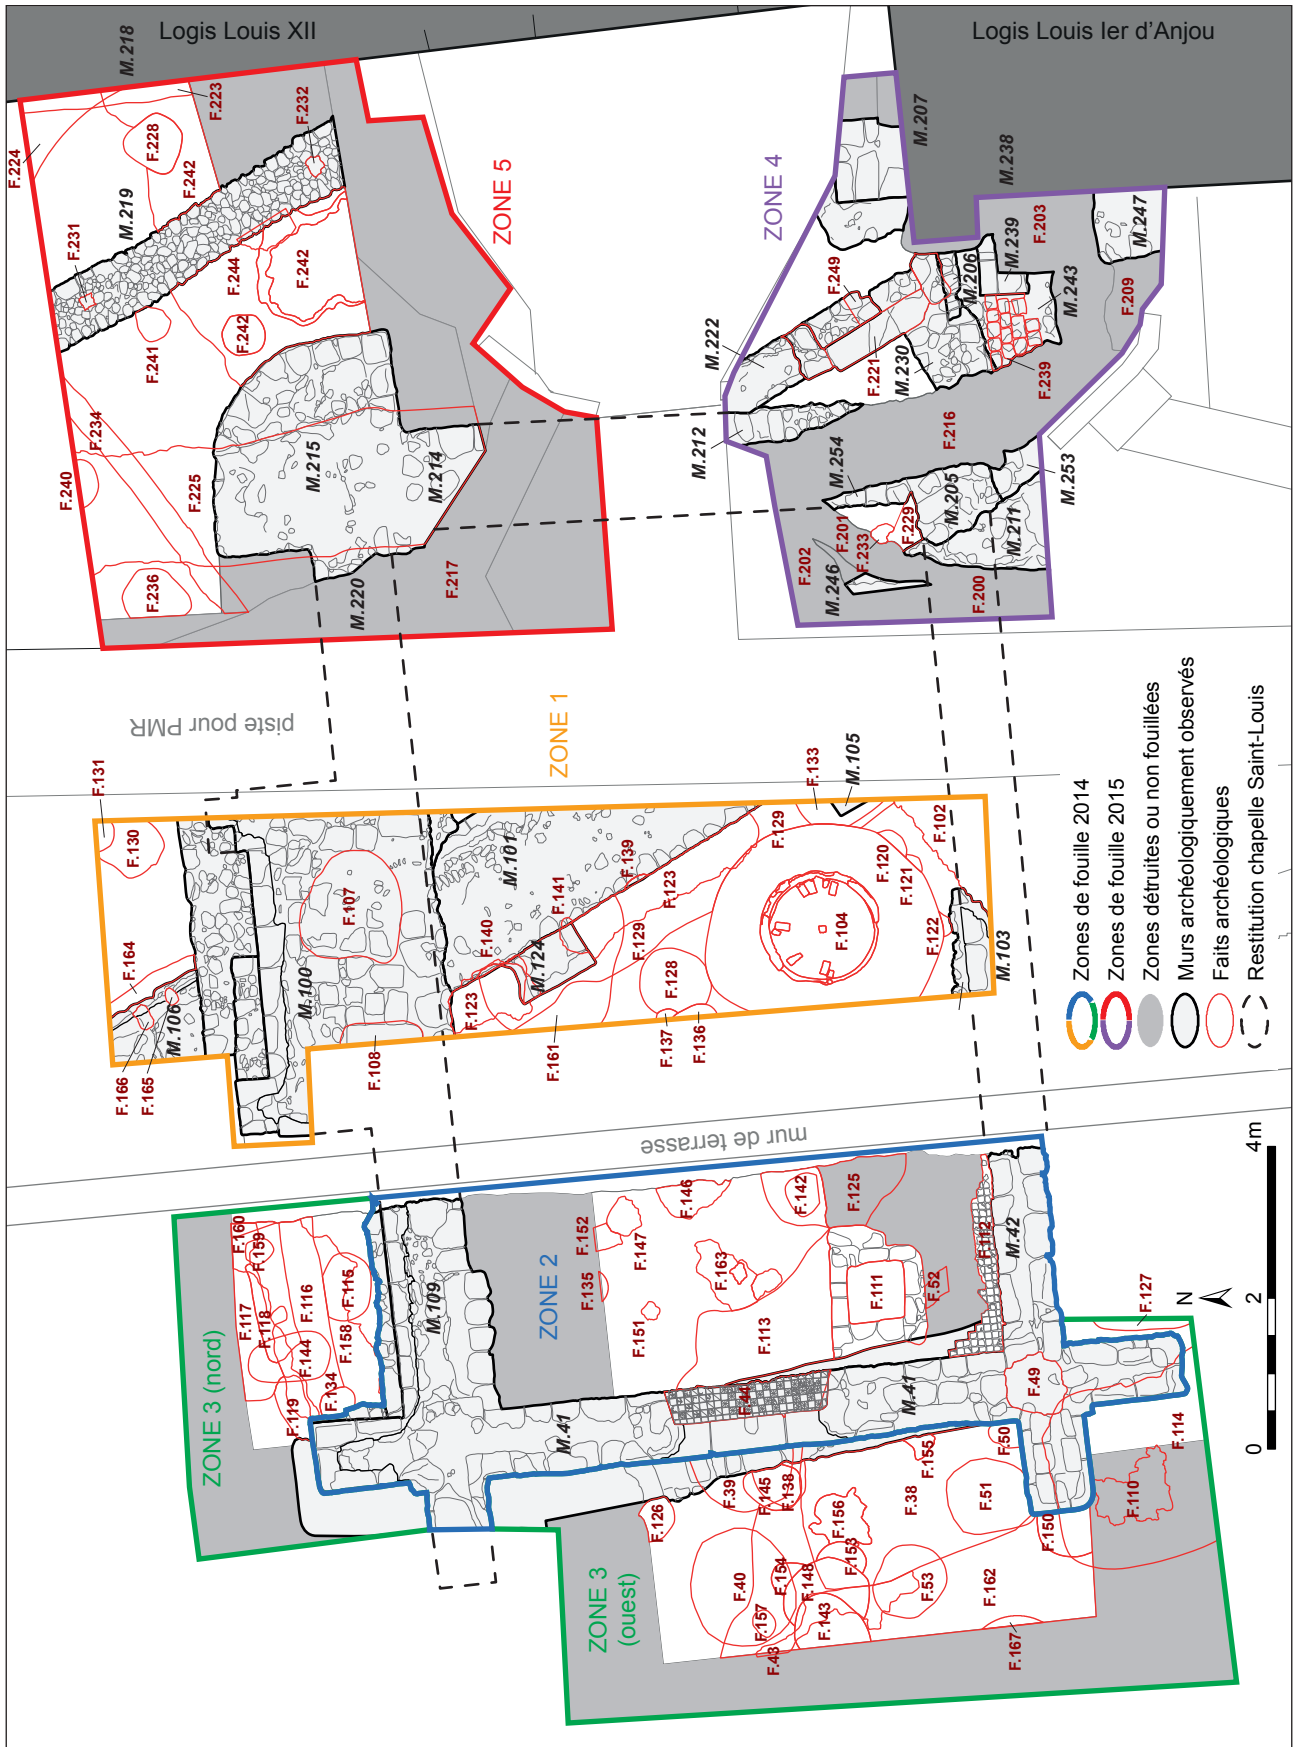 Logis Louis XII
Logis Louis Ier d'Anjou
M.218
F.224
F.223
F.228
F.232
F.242
M.219
F.231
F.244
F.242
F.241
F.242
F.234
F.240
F.225
M.215
M.214
F.236
M.220
F.217
ZONE 5
ZONE 4
M.207
M.238
F.203
M.247
M.239
M.206
M.243
F.209
F.249
M.222
F.221
M.230
F.239
M.212
F.216
M.254
M.205
M.253
F.201
F.229
F.233
M.211
F.202
M.246
F.200
piste pour PMR
ZONE 1
F.131
F.130
F.133
M.105
F.102
F.129
F.120
F.121
M.101
F.139
F.141
F.123
F.107
F.104
F.122
F.164
F.140
M.124
F.129
F.128
M.103
M.100
M.106
F.123
F.137
F.136
F.161
F.108
F.166
F.165
mur de terrasse
ZONE 3 (nord)
F.160
F.159
F.117
F.118
F.116
F.115
F.144
F.158
F.119
F.134
M.109
ZONE 2
F.152
F.135
F.147
F.146
F.142
F.125
F.163
F.151
F.113
F.111
F.52
F.112
M.42
M.41
F.44
M.41
F.49
F.127
F.114
F.50
F.155
F.38
F.51
F.110
F.150
F.39
F.145
F.138
F.126
F.156
F.153
F.154
F.148
F.40
F.157
F.143
F.43
F.53
F.162
F.167
ZONE 3
(ouest)
N
0
2
4m
Zones de fouille 2014
Zones de fouille 2015
Zones détruites ou non fouillées
Murs archéologiquement observés
Faits archéologiques
Restitution chapelle Saint-Louis